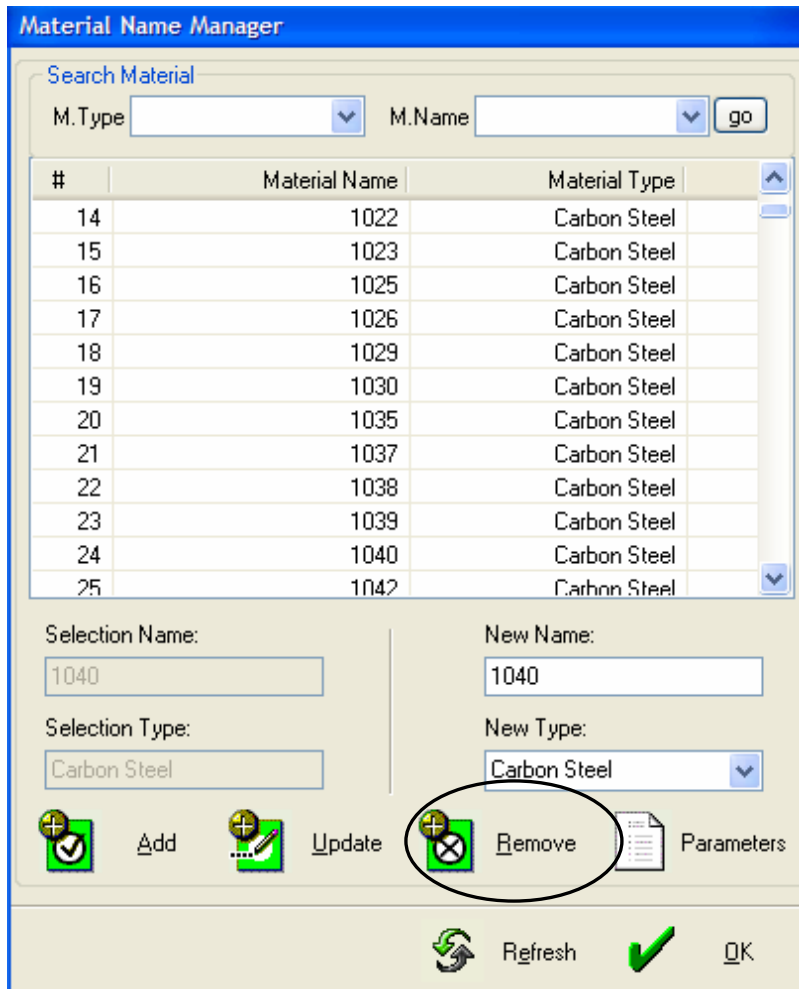 Material Name Manager
Search Material
M.Type M.Name go
# Material Name Material Type
14 1022 Carbon Steel
15 1023 Carbon Steel
16 1025 Carbon Steel
17 1026 Carbon Steel
18 1029 Carbon Steel
19 1030 Carbon Steel
20 1035 Carbon Steel
21 1037 Carbon Steel
22 1038 Carbon Steel
23 1039 Carbon Steel
24 1040 Carbon Steel
25 1042 Carbon Steel
Selection Name: New Name:
1040 1040
Selection Type: New Type:
Carbon Steel Carbon Steel
Add Update Remove Parameters
Refresh OK